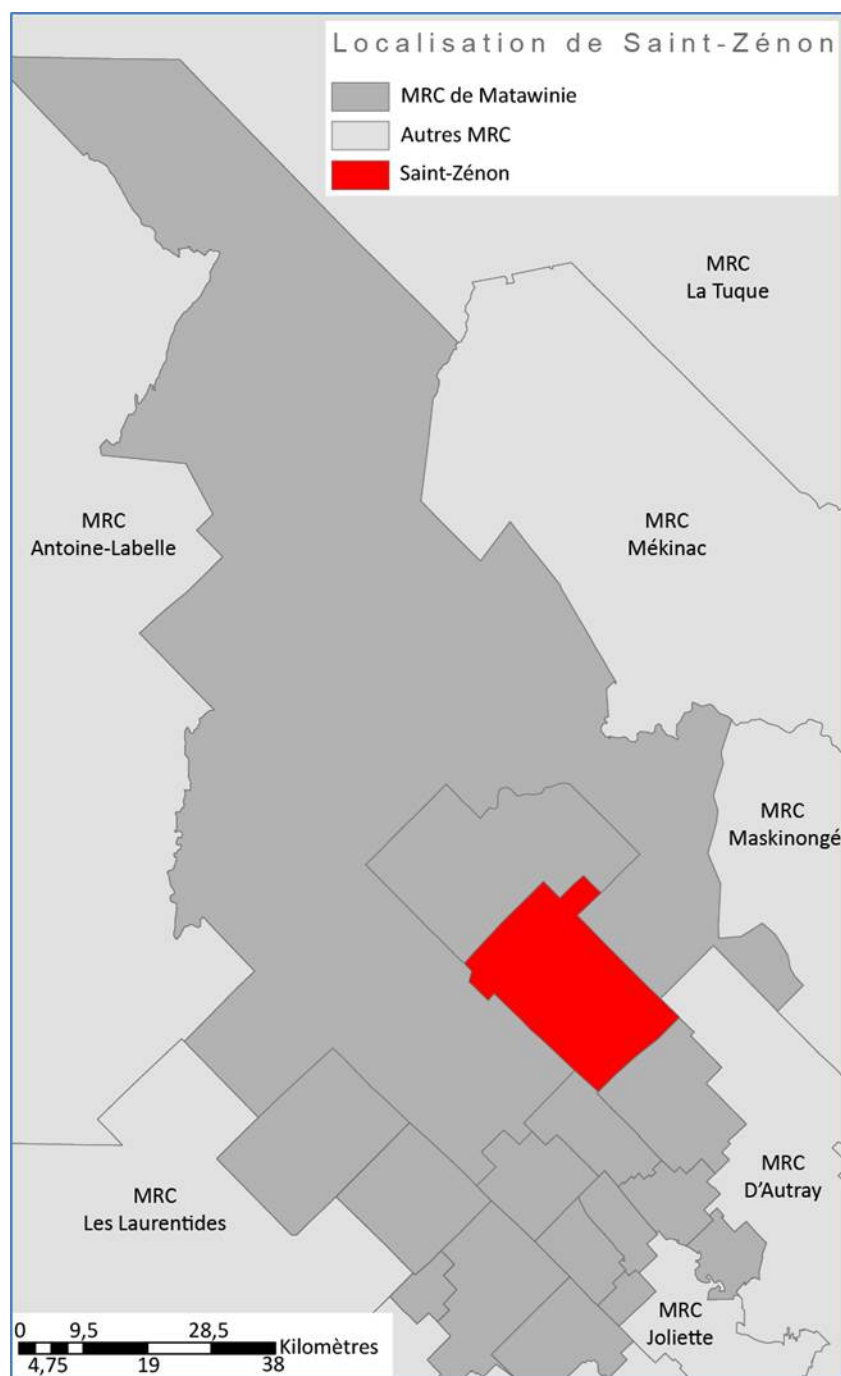 Localisation de Saint-Zénon
MRC de Matawinie
Autres MRC
Saint-Zénon
MRC
La Tuque
MRC
Antoine-Labelle
MRC
Mékinac
MRC
Maskinongé
MRC
D'Autray
MRC
Les Laurentides
MRC
Joliette
0 9,5 28,5
Kilomètres
4,75 19 38